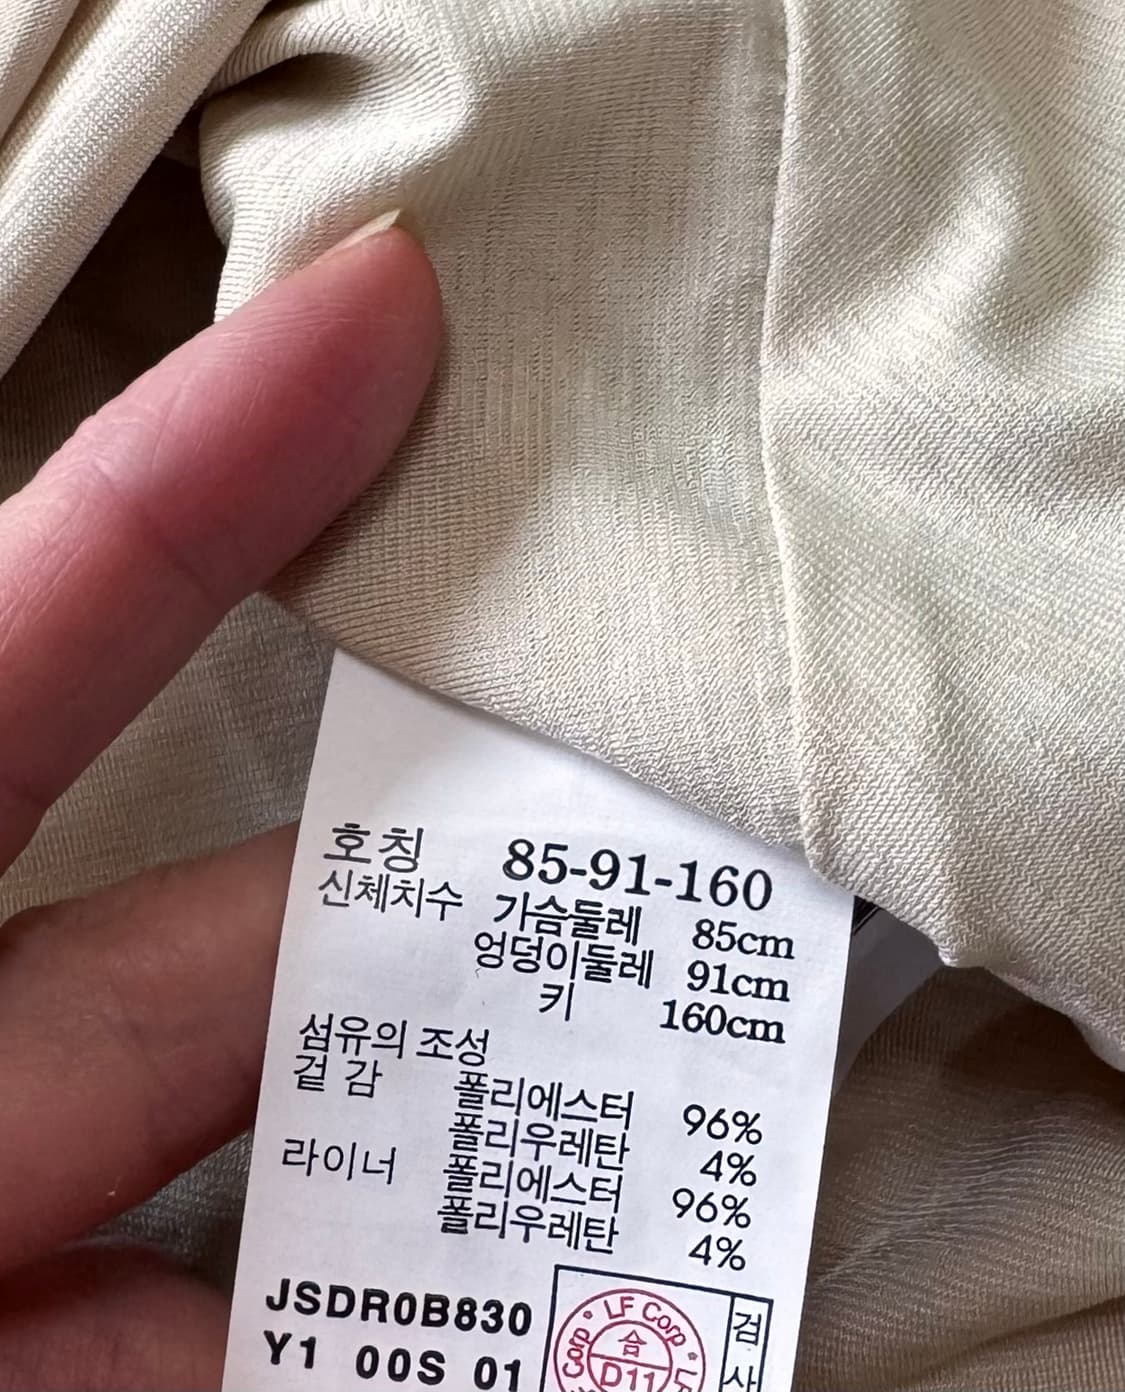 호칭 85-91-160
신체치수 가슴둘레 85cm
엉덩이둘레 91cm
키 160cm
섬유의 조성
겉감 폴리에스터 96%
폴리우레탄 4%
라이너 폴리에스터 96%
폴리우레탄 4%
JSDR0B830
Y1 00S 01
LF Corp
合
D11
검사